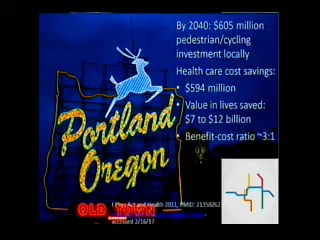 By 2040: $605 million
pedestrian/cycling
investment locally
Health care cost savings:
$594 million
Value in lives saved:
$7 to $12 billion
• Benefit-cost ratio ~3:1
Portland
Oregon
OLD TOWN
J Phys Act and Health 2011, PMID: 21350262
accessed 2/16/17